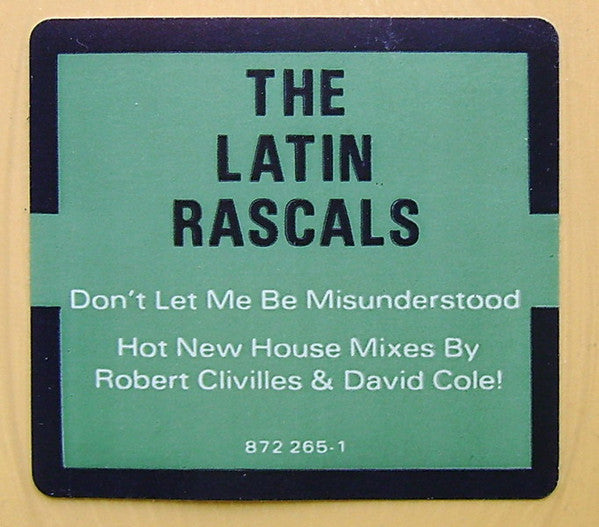 THE
LATIN
RASCALS
Don't Let Me Be Misunderstood
Hot New House Mixes By
Robert Clivilles & David Cole!
872 265-1